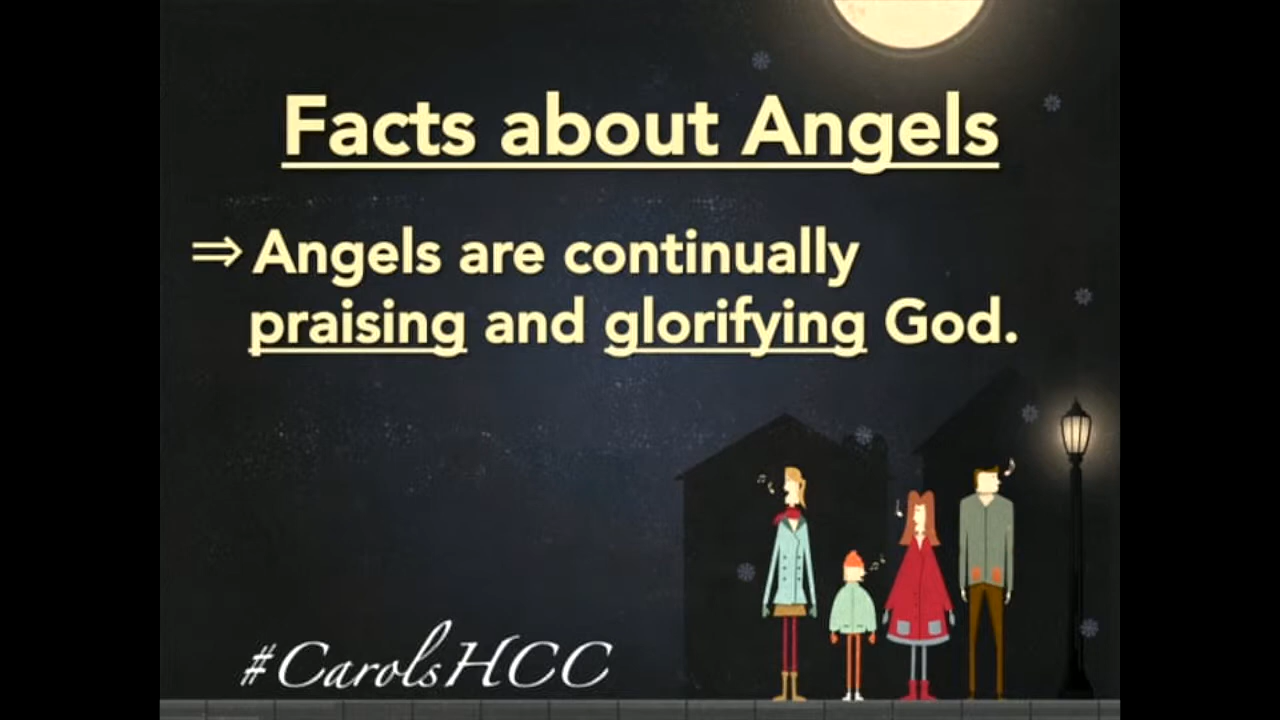 Facts about Angels
⇒ Angels are continually
praising and glorifying God.
#CarolsHCC